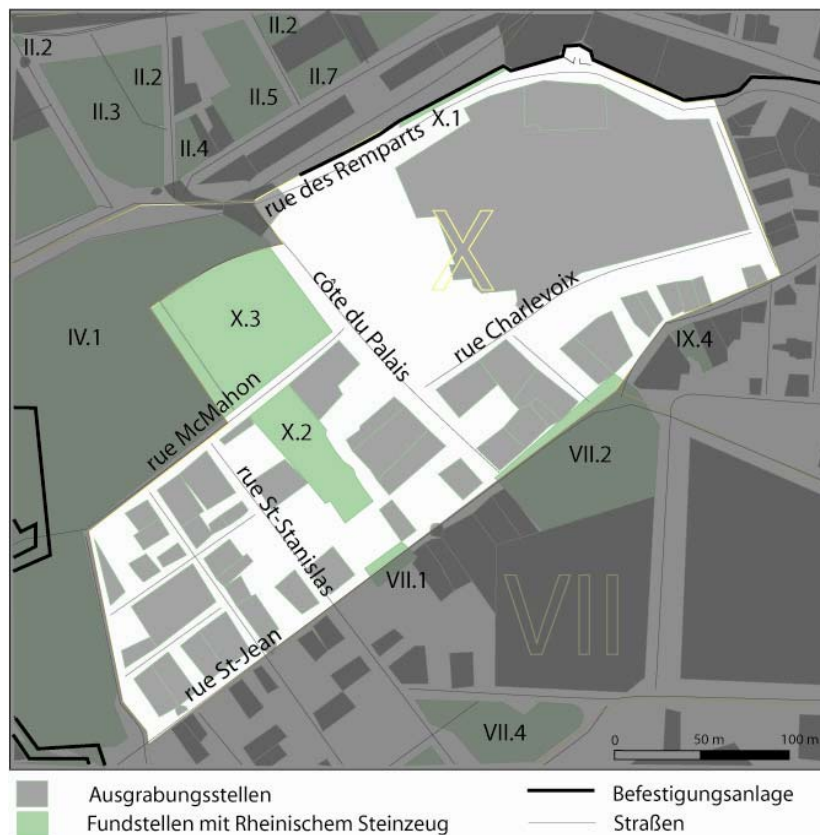 II.2
II.2
II.2
II.3
II.5
II.7
II.4
rue des Remparts
X.1
X
côte du Palais
rue Charlevoix
IV.1
X.3
IX.4
rue McMahon
X.2
VII.2
rue St-Stanislas
VII.1
VII
rue St-Jean
VII.4
0 50 m 100 m
Ausgrabungsstellen
Befestigungsanlage
Fundstellen mit Rheinischem Steinzeug
Straßen